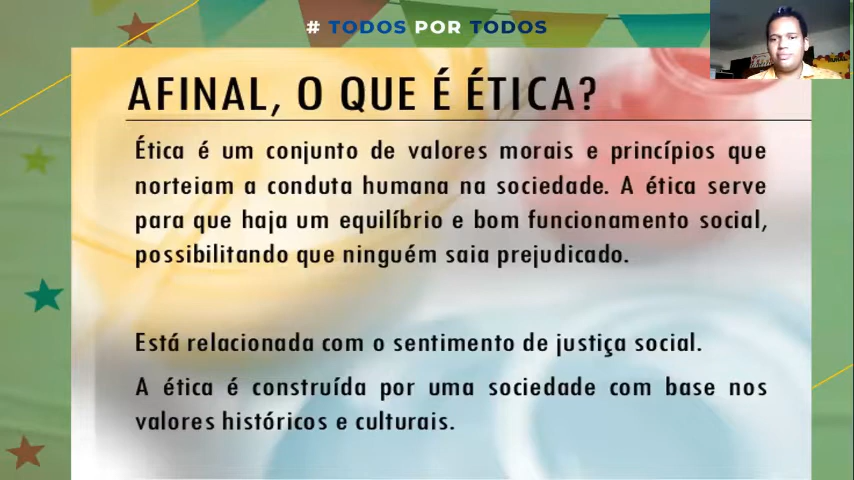 # TODOS POR TODOS
AFINAL, O QUE É ÉTICA?
Ética é um conjunto de valores morais e princípios que
norteiam a conduta humana na sociedade. A ética serve
para que haja um equilíbrio e bom funcionamento social,
possibilitando que ninguém saia prejudicado.
Está relacionada com o sentimento de justiça social.
A ética é construída por uma sociedade com base nos
valores históricos e culturais.